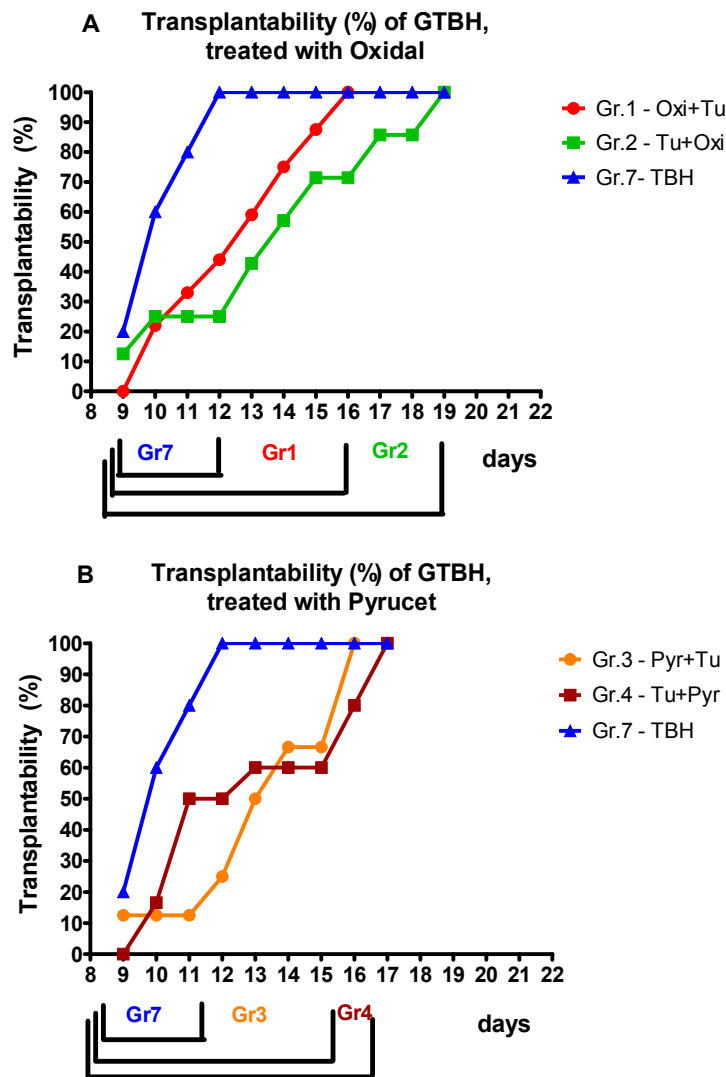 A
Transplantability (%) of GTBH,
treated with Oxidal
Transplantability (%)
100
90
80
70
60
50
40
30
20
10
0
8 9 10 11 12 13 14 15 16 17 18 19 20 21 22
Gr7 Gr1 Gr2
days
Gr.1 - Oxi+Tu
Gr.2 - Tu+Oxi
Gr.7- TBH
B
Transplantability (%) of GTBH,
treated with Pyrucet
Transplantability (%)
100
90
80
70
60
50
40
30
20
10
0
8 9 10 11 12 13 14 15 16 17 18 19 20 21 22
Gr7 Gr3 Gr4
days
Gr.3 - Pyr+Tu
Gr.4 - Tu+Pyr
Gr.7 - TBH